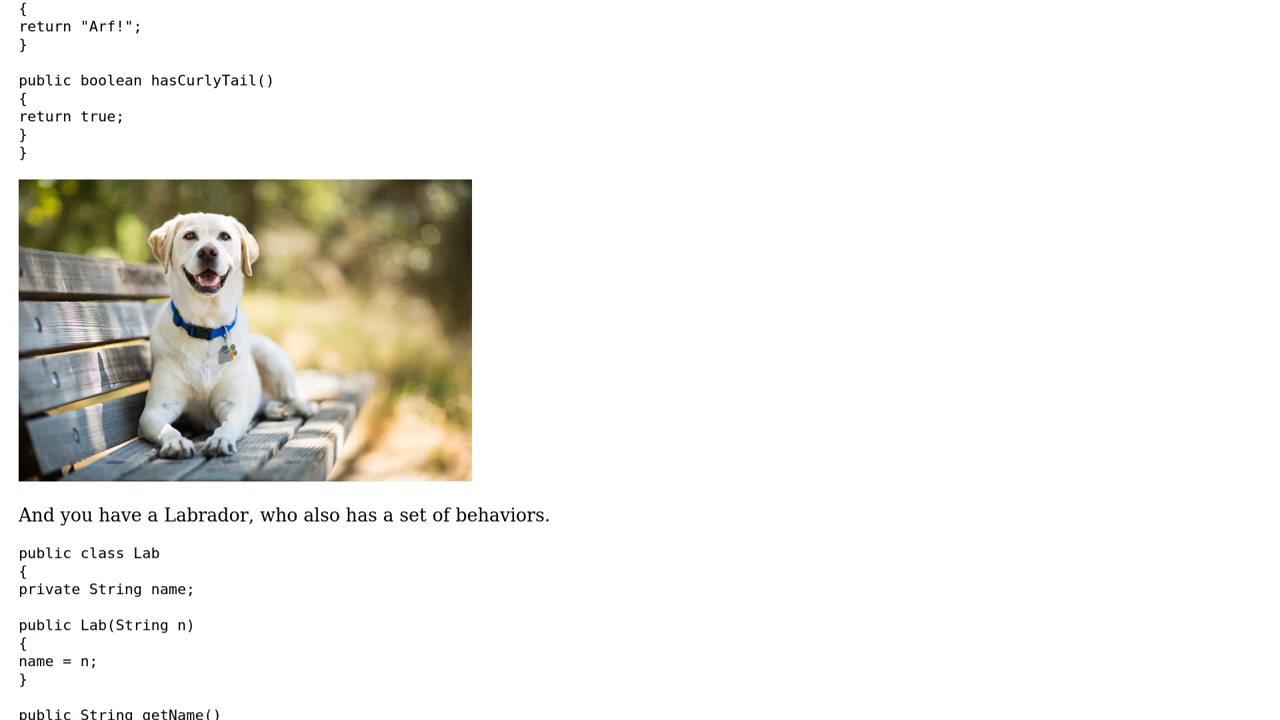 {
return "Arf!";
}
public boolean hasCurlyTail()
{
return true;
}
}
And you have a Labrador, who also has a set of behaviors.
public class Lab
{
private String name;
public Lab(String n)
{
name = n;
}
public String getName()